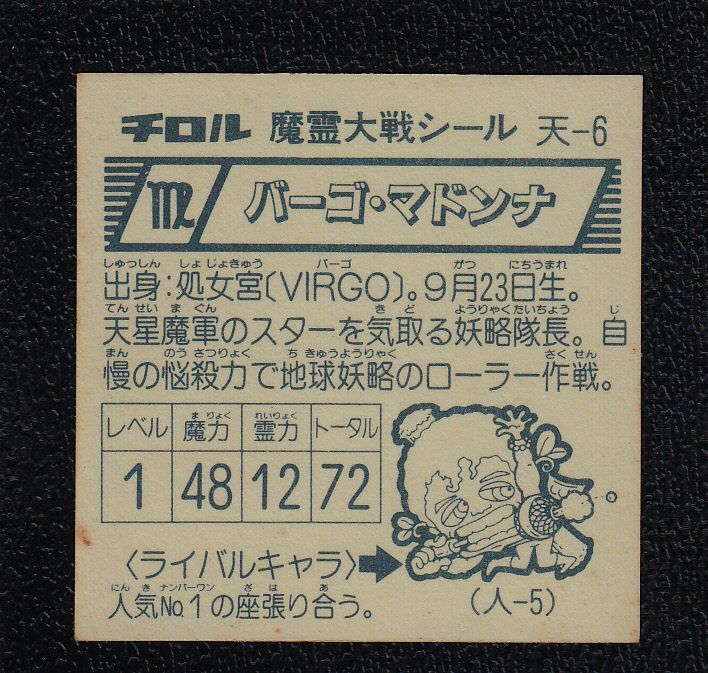 チロル 魔霊大戦シール 天-6
♍ バーゴ・マドンナ
しゅっしん しょじょきゅう バーゴ がつ にちうまれ
出身:処女宮(VIRGO)。9月23日生。
てんせいまぐん きど ようりゃくたいちょう じ
天星魔軍のスターを気取る妖略隊長。自
まん のうさつりょく ちきゅうようりゃく さくせん
慢の悩殺力で地球妖略のローラー作戦。
まりょく れいりょく
レベル 魔力 霊力 トータル
1 48 12 72
〈ライバルキャラ〉
にんきナンバーワン ざ は あ
人気No.1の座張り合う。
(人-5)